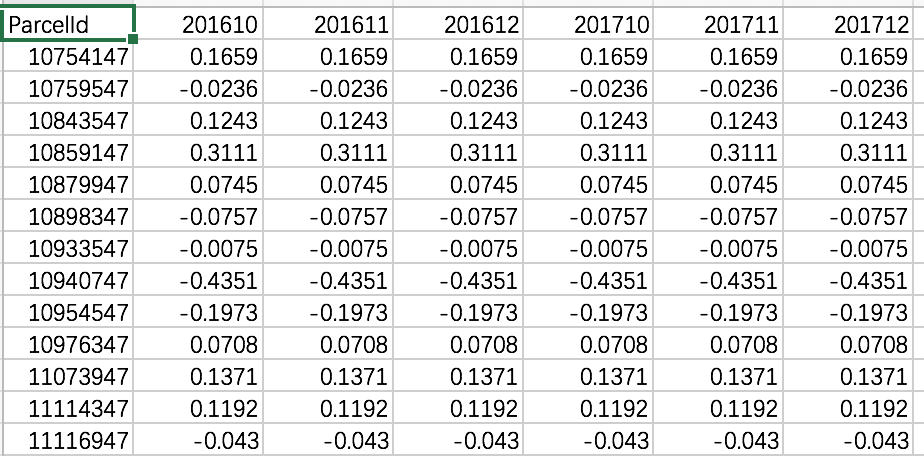 ParcelId 201610 201611 201612 201710 201711 201712
10754147 0.1659 0.1659 0.1659 0.1659 0.1659 0.1659
10759547 -0.0236 -0.0236 -0.0236 -0.0236 -0.0236 -0.0236
10843547 0.1243 0.1243 0.1243 0.1243 0.1243 0.1243
10859147 0.3111 0.3111 0.3111 0.3111 0.3111 0.3111
10879947 0.0745 0.0745 0.0745 0.0745 0.0745 0.0745
10898347 -0.0757 -0.0757 -0.0757 -0.0757 -0.0757 -0.0757
10933547 -0.0075 -0.0075 -0.0075 -0.0075 -0.0075 -0.0075
10940747 -0.4351 -0.4351 -0.4351 -0.4351 -0.4351 -0.4351
10954547 -0.1973 -0.1973 -0.1973 -0.1973 -0.1973 -0.1973
10976347 0.0708 0.0708 0.0708 0.0708 0.0708 0.0708
11073947 0.1371 0.1371 0.1371 0.1371 0.1371 0.1371
11114347 0.1192 0.1192 0.1192 0.1192 0.1192 0.1192
11116947 -0.043 -0.043 -0.043 -0.043 -0.043 -0.043